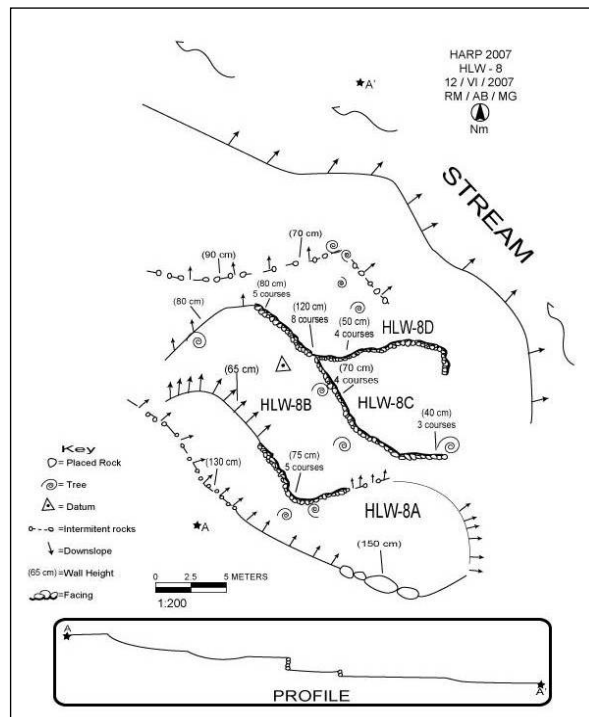 HARP 2007
HLW - 8
12 / VI / 2007
RM / AB / MG
Nm
A'
STREAM
(70 cm)
(90 cm)
(80 cm)
5 courses
(80 cm)
(120 cm)
8 courses
(50 cm)
4 courses
HLW-8D
(65 cm)
(70 cm)
4 courses
HLW-8B
HLW-8C
(40 cm)
3 courses
(75 cm)
5 courses
(130 cm)
HLW-8A
A
(150 cm)
Key
= Placed Rock
= Tree
= Datum
= Intermitent rocks
= Downslope
(65 cm) = Wall Height
= Facing
0 2.5 5 METERS
1:200
A
A'
PROFILE